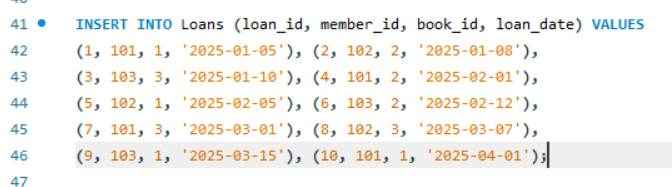 41 INSERT INTO Loans (loan_id, member_id, book_id, loan_date) VALUES
42 (1, 101, 1, '2025-01-05'), (2, 102, 2, '2025-01-08'),
43 (3, 103, 3, '2025-01-10'), (4, 101, 2, '2025-02-01'),
44 (5, 102, 1, '2025-02-05'), (6, 103, 2, '2025-02-12'),
45 (7, 101, 3, '2025-03-01'), (8, 102, 3, '2025-03-07'),
46 (9, 103, 1, '2025-03-15'), (10, 101, 1, '2025-04-01');
47